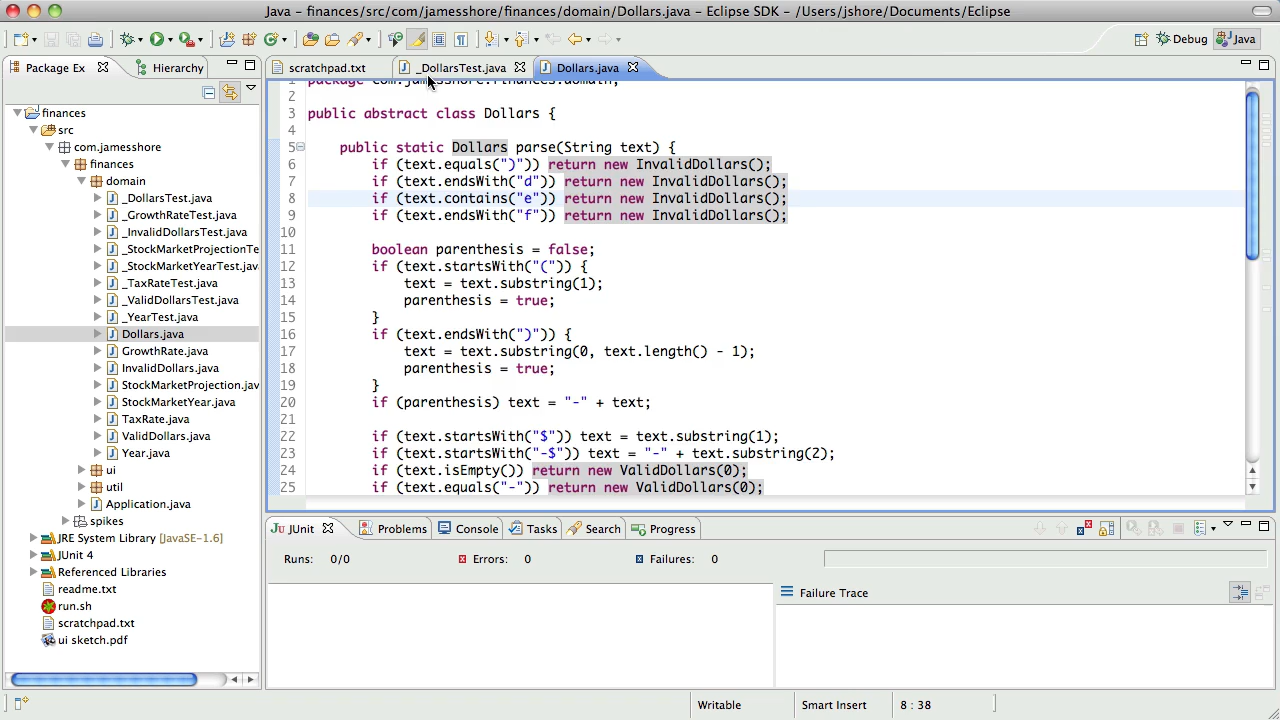 Java - finances/src/com/jamesshore/finances/domain/Dollars.java - Eclipse SDK - /Users/jshore/Documents/Eclipse
Debug
Java
Package Ex
Hierarchy
scratchpad.txt
_DollarsTest.java
Dollars.java
finances
src
com.jamesshore
finances
domain
_DollarsTest.java
_GrowthRateTest.java
_InvalidDollarsTest.java
_StockMarketProjectionTe
_StockMarketYearTest.jav
_TaxRateTest.java
_ValidDollarsTest.java
_YearTest.java
Dollars.java
GrowthRate.java
InvalidDollars.java
StockMarketProjection.jav
StockMarketYear.java
TaxRate.java
ValidDollars.java
Year.java
ui
util
Application.java
spikes
JRE System Library [JavaSE-1.6]
JUnit 4
Referenced Libraries
readme.txt
run.sh
scratchpad.txt
ui sketch.pdf
1 package com.jamesshore.finances.domain;
2
3 public abstract class Dollars {
4
5 public static Dollars parse(String text) {
6 if (text.equals(")")) return new InvalidDollars();
7 if (text.endsWith("d")) return new InvalidDollars();
8 if (text.contains("e")) return new InvalidDollars();
9 if (text.endsWith("f")) return new InvalidDollars();
10
11 boolean parenthesis = false;
12 if (text.startsWith("(")) {
13 text = text.substring(1);
14 parenthesis = true;
15 }
16 if (text.endsWith(")")) {
17 text = text.substring(0, text.length() - 1);
18 parenthesis = true;
19 }
20 if (parenthesis) text = "-" + text;
21
22 if (text.startsWith("$")) text = text.substring(1);
23 if (text.startsWith("-$")) text = "-" + text.substring(2);
24 if (text.isEmpty()) return new ValidDollars(0);
25 if (text.equals("-")) return new ValidDollars(0);
JUnit
Problems
Console
Tasks
Search
Progress
Runs: 0/0
Errors: 0
Failures: 0
Failure Trace
Writable
Smart Insert
8 : 38